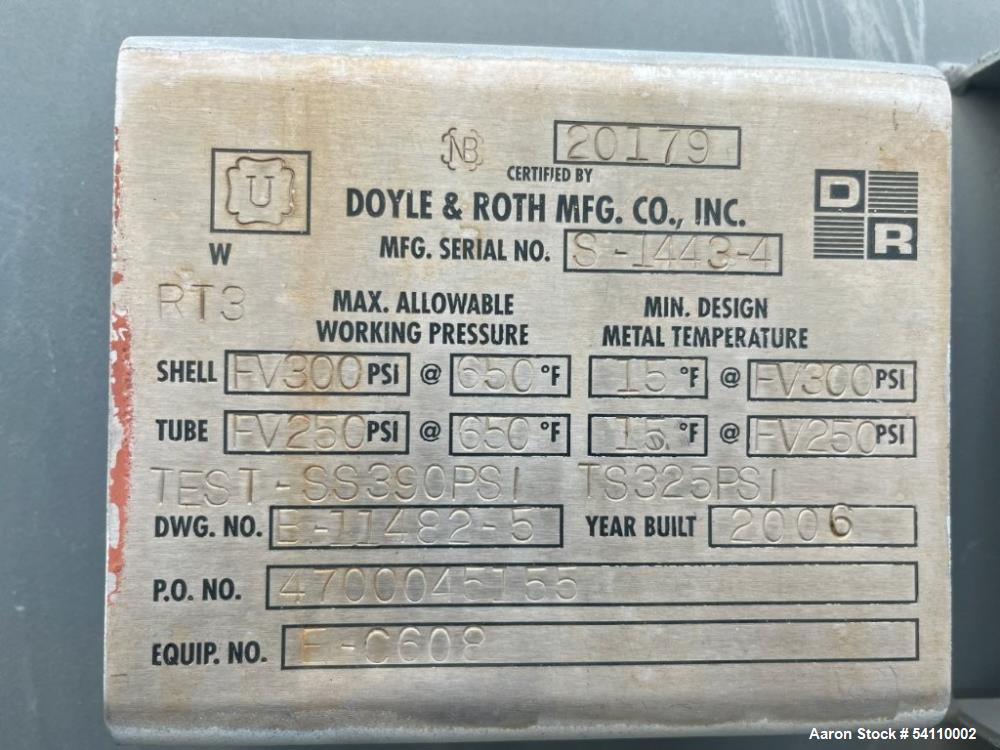 NB 20179
U
CERTIFIED BY
DOYLE & ROTH MFG. CO., INC.
D R
W
MFG. SERIAL NO. S-1443-4
RT3
MAX. ALLOWABLE WORKING PRESSURE
MIN. DESIGN METAL TEMPERATURE
SHELL FV300 PSI @ 650 °F 15 °F @ FV300 PSI
TUBE FV250 PSI @ 650 °F 15 °F @ FV250 PSI
TEST-SS390PSI TS325PSI
DWG. NO. B-11482-5 YEAR BUILT 2006
P.O. NO. 4700045155
EQUIP. NO. E-C608
Aaron Stock # 54110002